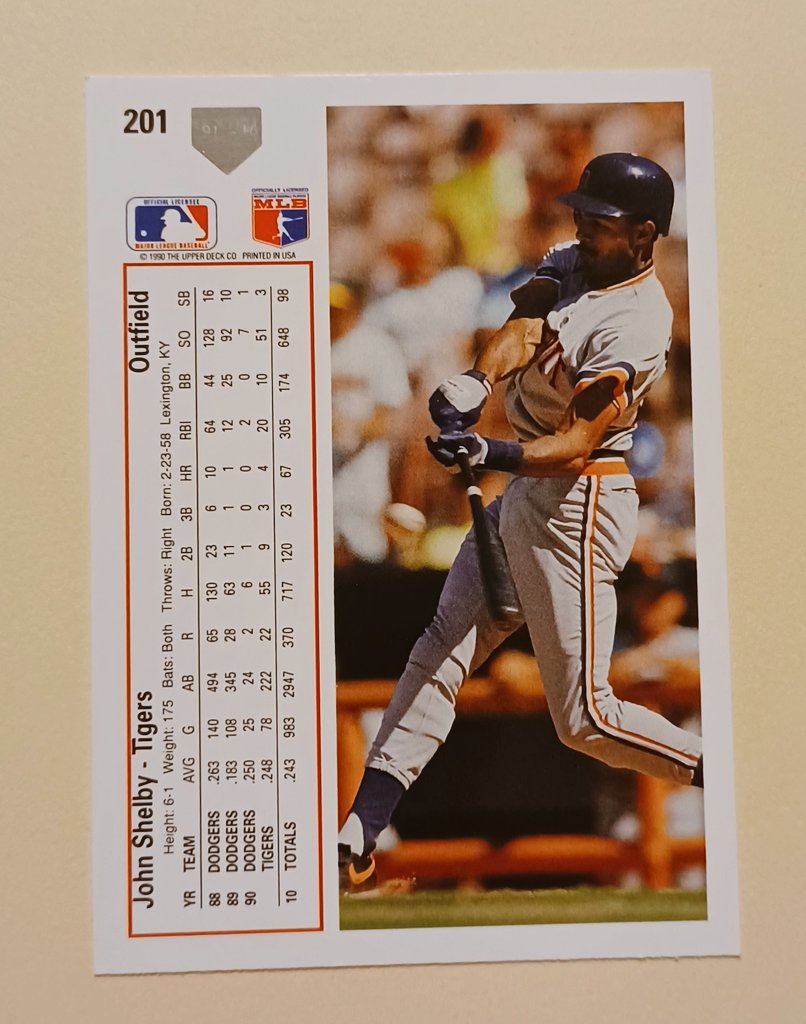 201
91 - 16
OFFICIAL LICENSEE
MAJOR LEAGUE BASEBALL
OFFICIALLY LICENSED
MAJOR LEAGUE BASEBALL PLAYERS
MLB
© 1990 THE UPPER DECK CO. PRINTED IN USA
John Shelby - Tigers Outfield
Height: 6-1 Weight: 175 Bats: Both Throws: Right Born: 2-23-58 Lexington, KY
YR TEAM AVG G AB R H 2B 3B HR RBI BB SO SB
88 DODGERS .263 140 494 65 130 23 6 10 64 44 128 16
89 DODGERS .183 108 345 28 63 11 1 1 12 25 92 10
90 DODGERS .250 25 24 2 6 1 0 0 2 0 7 1
TIGERS .248 78 222 22 55 9 3 4 20 10 51 3
10 TOTALS .243 983 2947 370 717 120 23 67 305 174 648 98